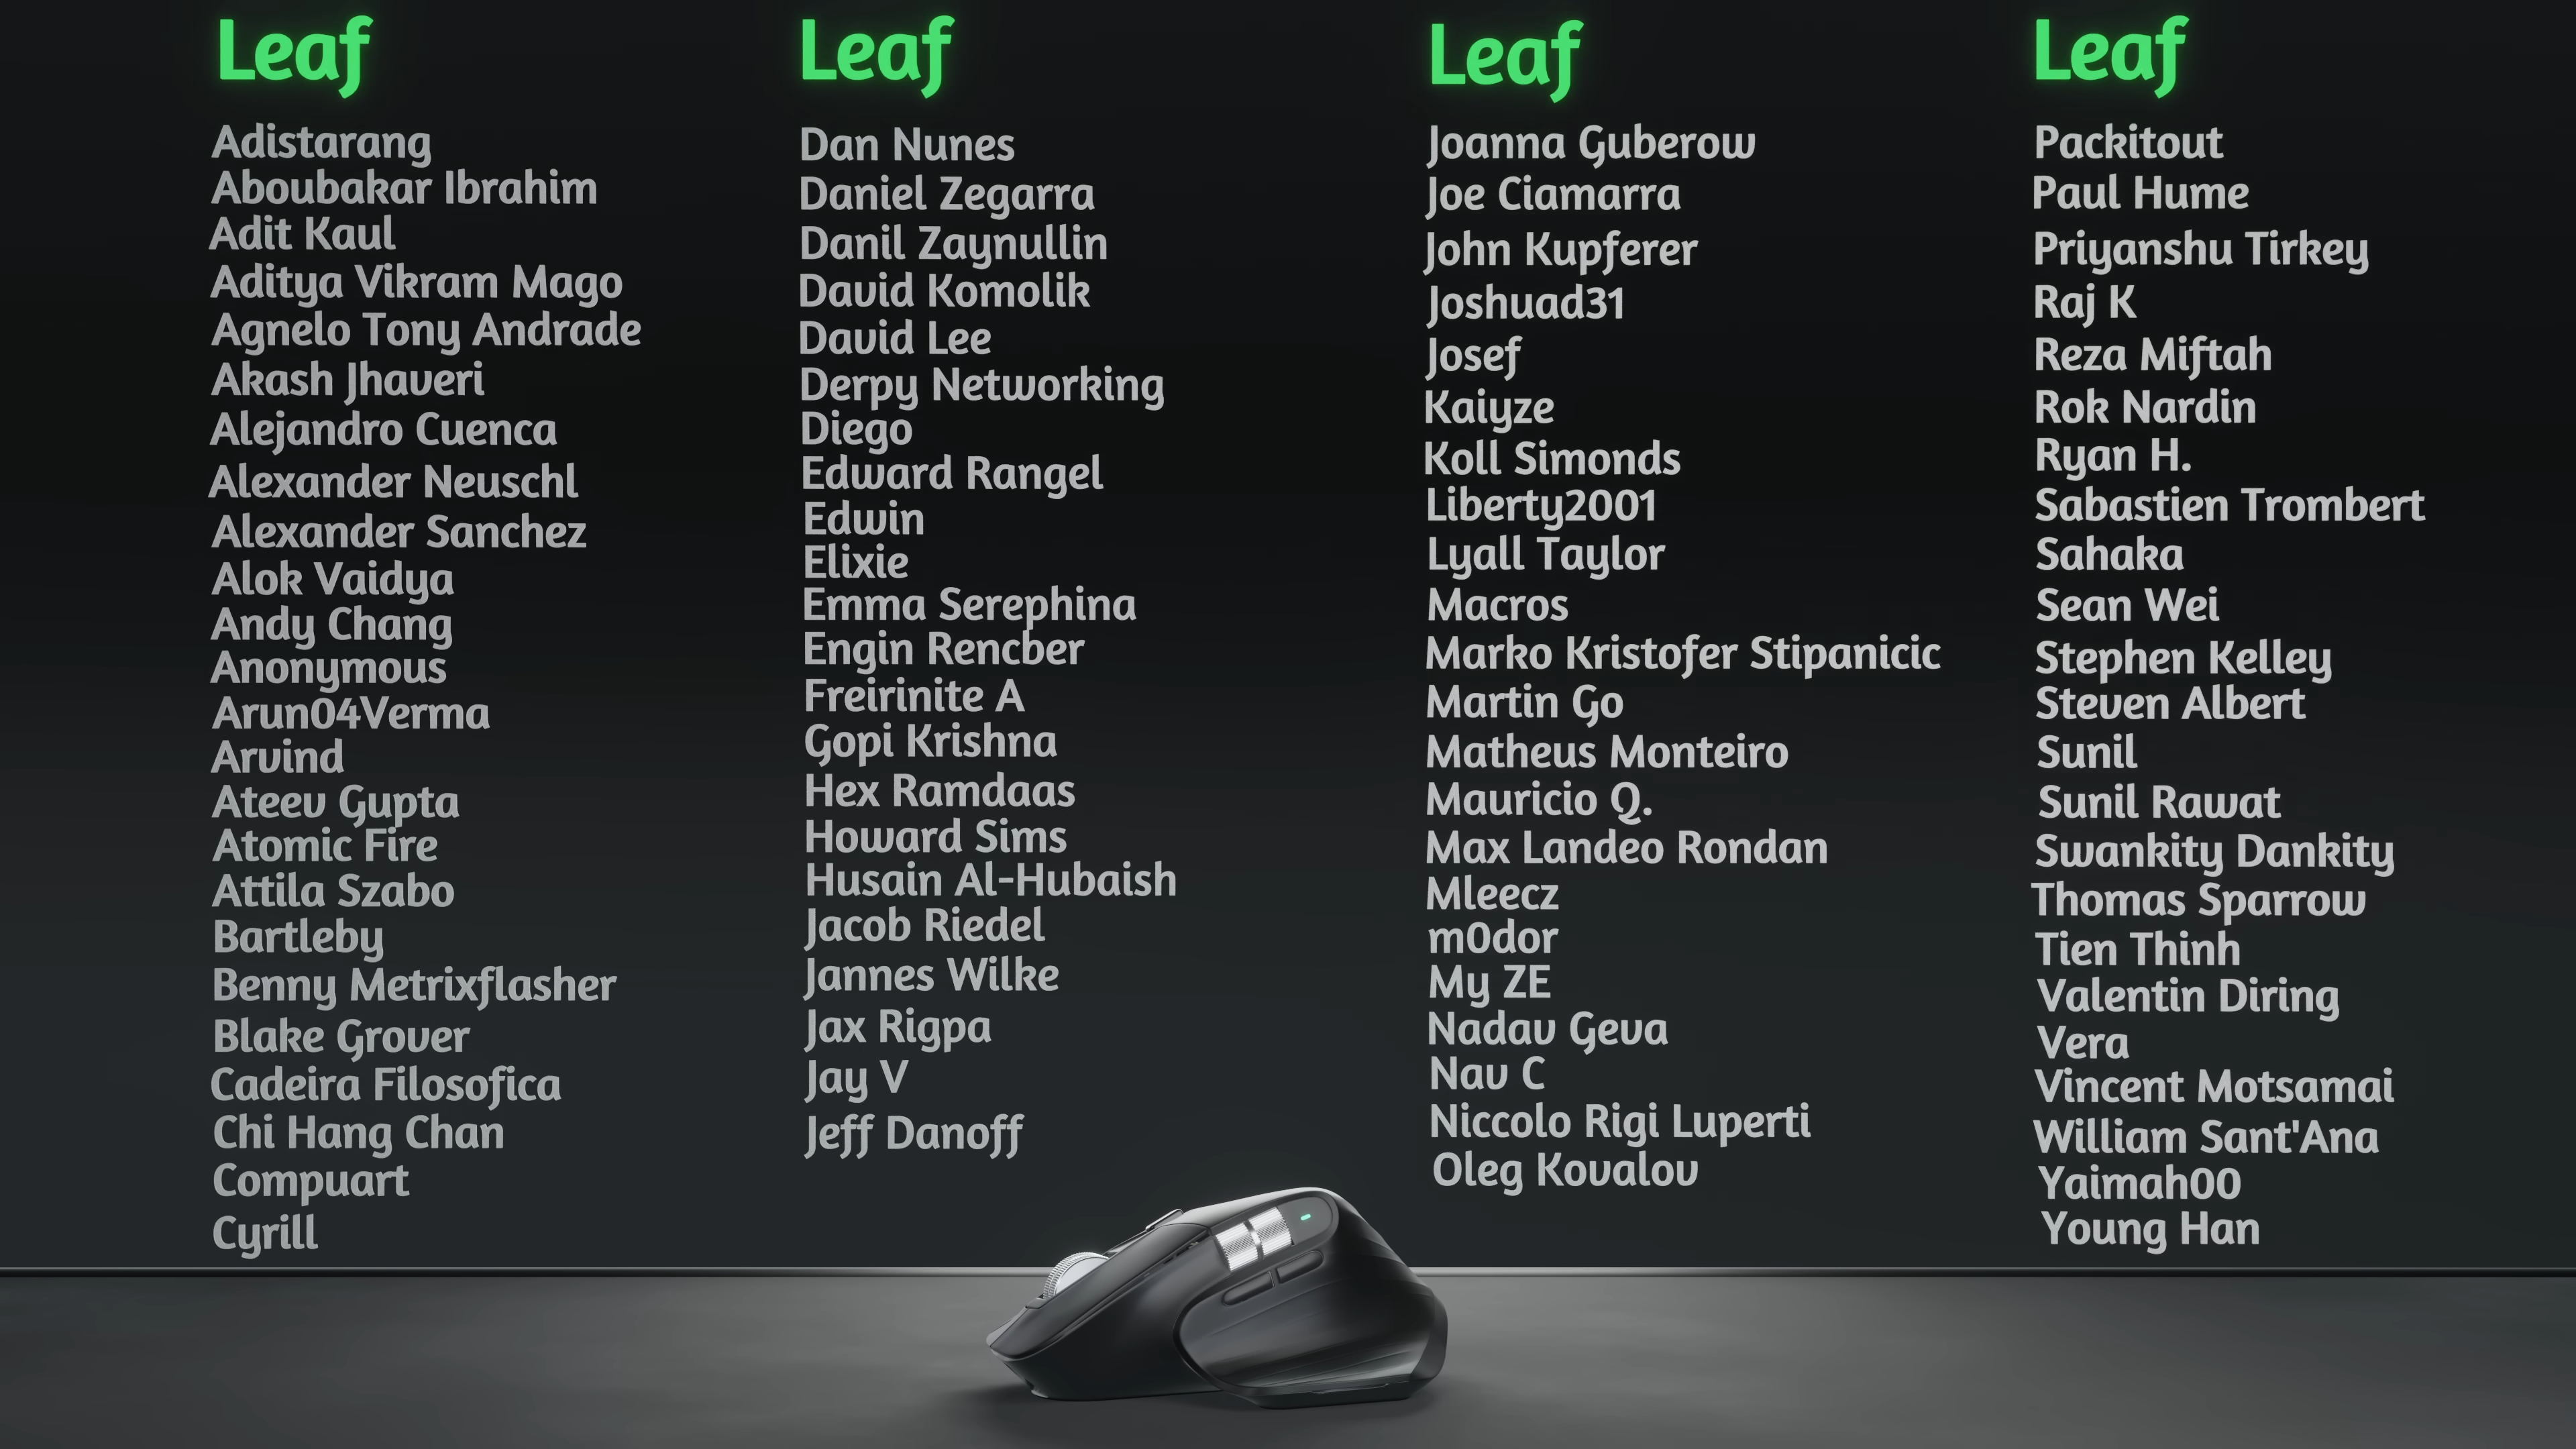 Leaf
Adistarang
Aboubakar Ibrahim
Adit Kaul
Aditya Vikram Mago
Agnelo Tony Andrade
Akash Jhaveri
Alejandro Cuenca
Alexander Neuschl
Alexander Sanchez
Alok Vaidya
Andy Chang
Anonymous
Arun04Verma
Arvind
Ateev Gupta
Atomic Fire
Attila Szabo
Bartleby
Benny Metrixflasher
Blake Grover
Cadeira Filosofica
Chi Hang Chan
Compuart
Cyrill
Leaf
Dan Nunes
Daniel Zegarra
Danil Zaynullin
David Komolik
David Lee
Derpy Networking
Diego
Edward Rangel
Edwin
Elixie
Emma Serephina
Engin Rencber
Freirinite A
Gopi Krishna
Hex Ramdaas
Howard Sims
Husain Al-Hubaish
Jacob Riedel
Jannes Wilke
Jax Rigpa
Jay V
Jeff Danoff
Leaf
Joanna Guberow
Joe Ciamarra
John Kupferer
Joshuad31
Josef
Kaiyze
Koll Simonds
Liberty2001
Lyall Taylor
Macros
Marko Kristofer Stipanicic
Martin Go
Matheus Monteiro
Mauricio Q.
Max Landeo Rondan
Mleecz
m0dor
My ZE
Nadav Geva
Nav C
Niccolo Rigi Luperti
Oleg Kovalov
Leaf
Packitout
Paul Hume
Priyanshu Tirkey
Raj K
Reza Miftah
Rok Nardin
Ryan H.
Sabastien Trombert
Sahaka
Sean Wei
Stephen Kelley
Steven Albert
Sunil
Sunil Rawat
Swankity Dankity
Thomas Sparrow
Tien Thinh
Valentin Diring
Vera
Vincent Motsamai
William Sant'Ana
Yaimah00
Young Han